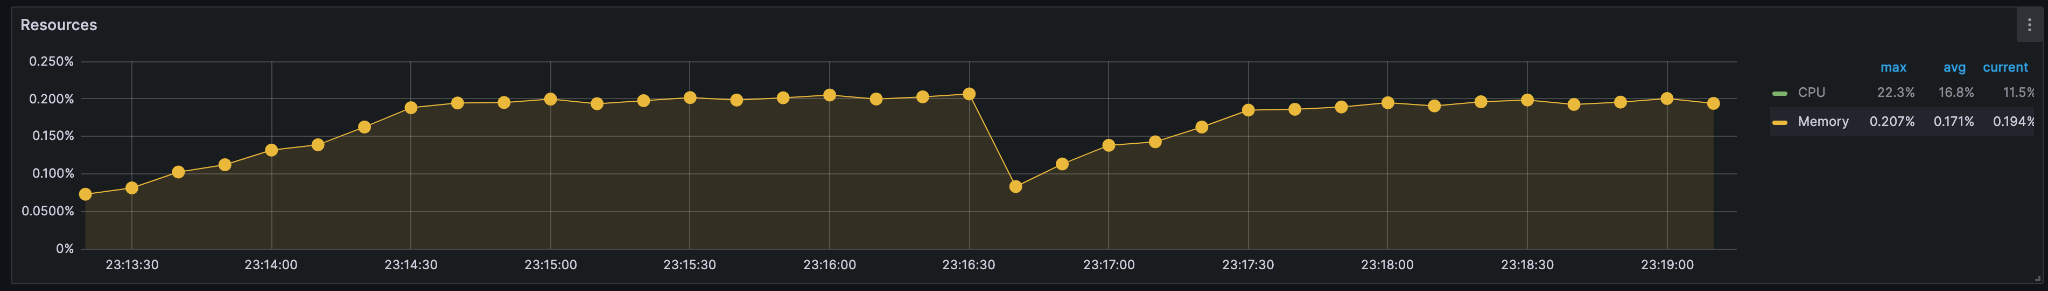 Resources
0.250%
0.200%
0.150%
0.100%
0.0500%
0%
23:13:30 23:14:00 23:14:30 23:15:00 23:15:30 23:16:00 23:16:30 23:17:00 23:17:30 23:18:00 23:18:30 23:19:00
max avg current
CPU 22.3% 16.8% 11.5%
Memory 0.207% 0.171% 0.194%